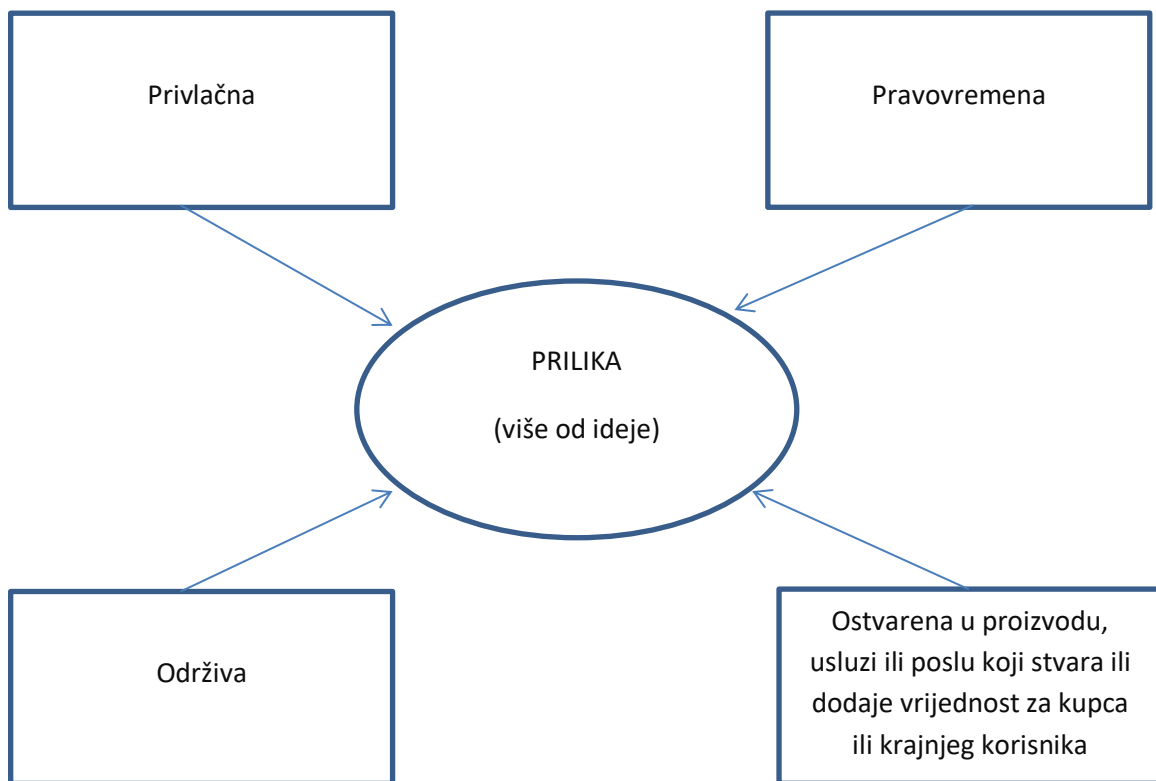 Privlačna
Pravovremena
PRILIKA
(više od ideje)
Održiva
Ostvarena u proizvodu,
usluzi ili poslu koji stvara ili
dodaje vrijednost za kupca
ili krajnjeg korisnika